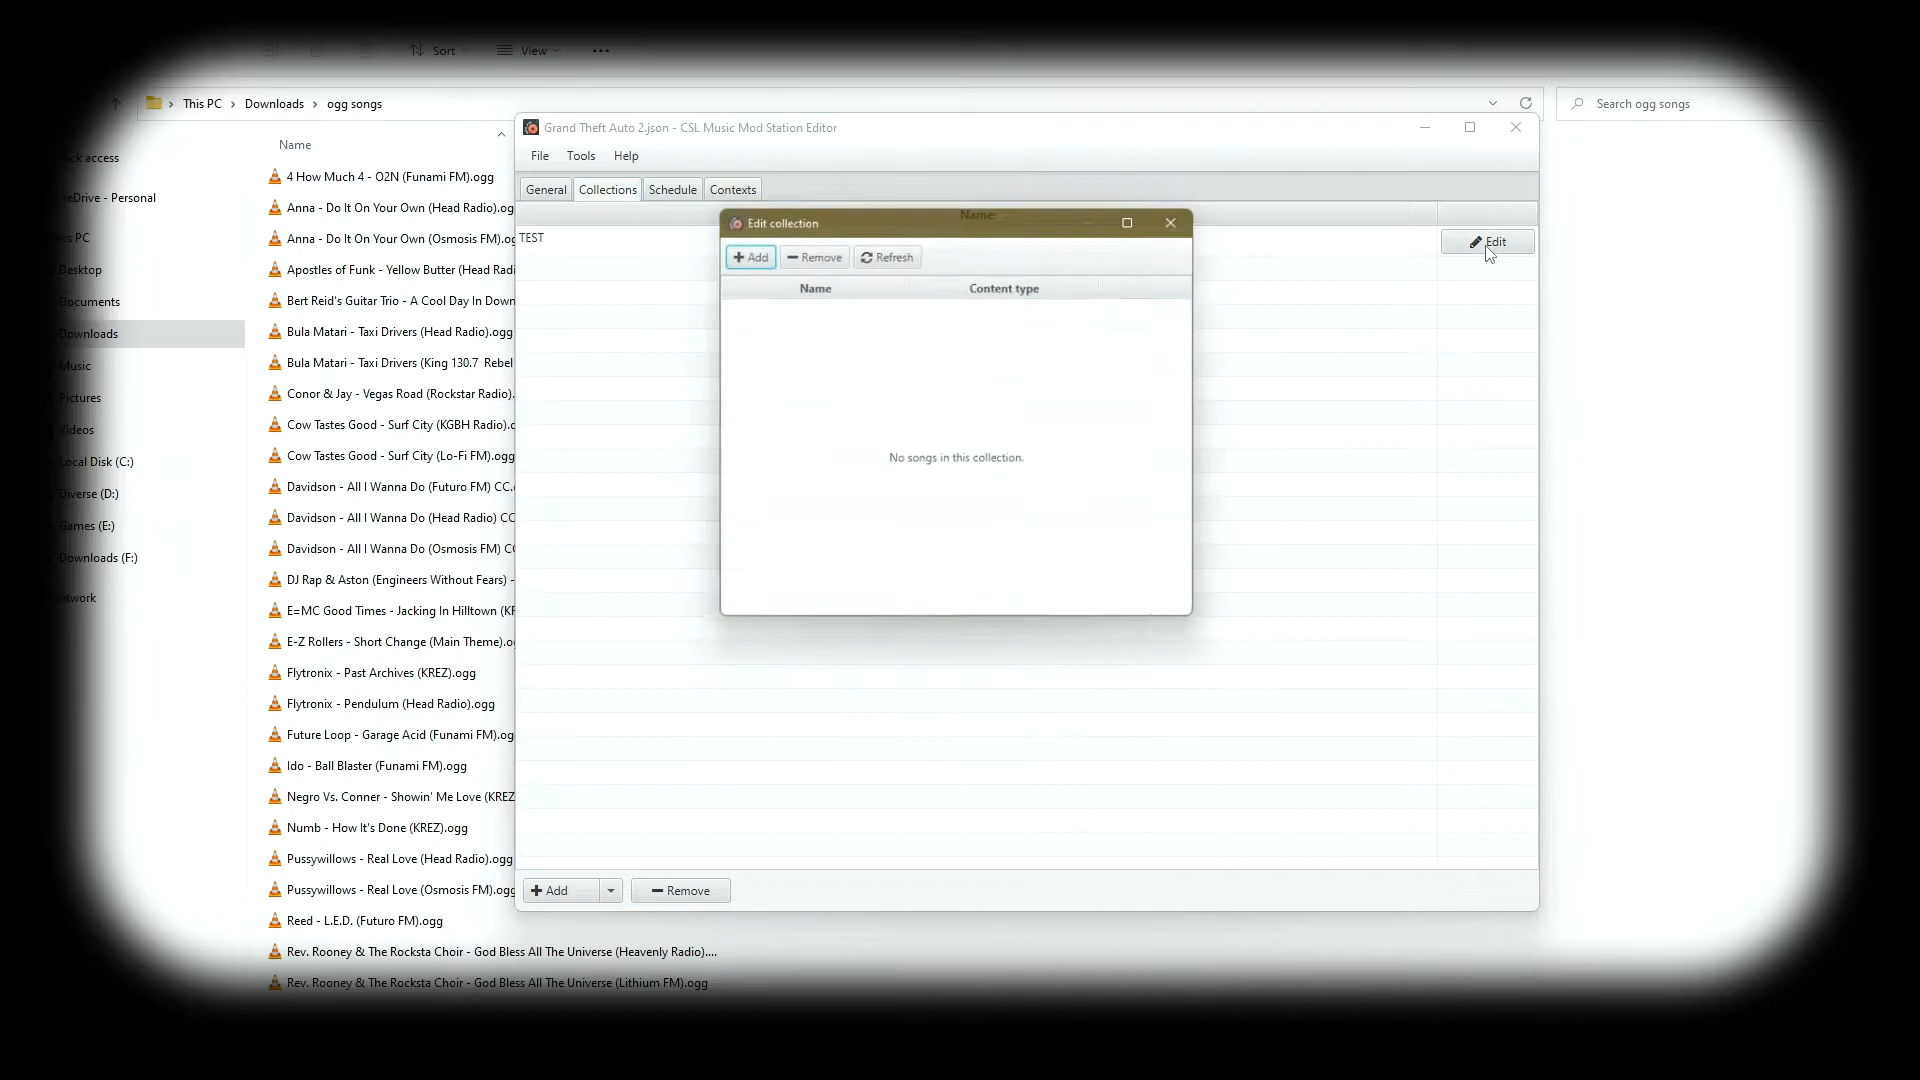 Sort
View
This PC
Downloads
ogg songs
Search ogg songs
Name
4 How Much 4 - O2N (Funami FM).ogg
Anna - Do It On Your Own (Head Radio).og
Anna - Do It On Your Own (Osmosis FM).og
Apostles of Funk - Yellow Butter (Head Radi
Bert Reid's Guitar Trio - A Cool Day In Down
Bula Matari - Taxi Drivers (Head Radio).ogg
Bula Matari - Taxi Drivers (King 130.7 Rebel
Conor & Jay - Vegas Road (Rockstar Radio).
Cow Tastes Good - Surf City (KGBH Radio).
Cow Tastes Good - Surf City (Lo-Fi FM).ogg
Davidson - All I Wanna Do (Futuro FM) CC.
Davidson - All I Wanna Do (Head Radio) CC
Davidson - All I Wanna Do (Osmosis FM)
DJ Rap & Aston (Engineers Without Fears) -
E=MC Good Times - Jacking In Hilltown
E-Z Rollers - Short Change (Main Theme).
Flytronix - Past Archives (KREZ).ogg
Flytronix - Pendulum (Head Radio).ogg
Future Loop - Garage Acid (Funami FM).og
Ido - Ball Blaster (Funami FM).ogg
Negro Vs. Conner - Showin' Me Love (KREZ
Numb - How It's Done (KREZ).ogg
Pussywillows - Real Love (Head Radio).ogg
Pussywillows - Real Love (Osmosis FM).ogg
Reed - L.E.D. (Futuro FM).ogg
Rev. Rooney & The Rocksta Choir - God Bless All The Universe (Heavenly Radio)....
Rev. Rooney & The Rocksta Choir - God Bless All The Universe (Lithium FM).ogg
ck access
eDrive - Personal
PC
Desktop
Documents
Downloads
Music
Pictures
Videos
Local Disk (C:)
Diverse (D:)
Games (E:)
Downloads (F:)
twork
Grand Theft Auto 2.json - CSL Music Mod Station Editor
File
Tools
Help
General
Collections
Schedule
Contexts
Name
TEST
Edit
Edit collection
Add
Remove
Refresh
Name
Content type
No songs in this collection.
Add
Remove